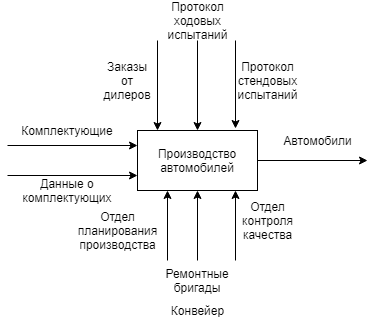 Протокол
ходовых
испытаний
Заказы
от
дилеров
Протокол
стендовых
испытаний
Комплектующие
Производство
автомобилей
Автомобили
Данные о
комплектующих
Отдел
планирования
производства
Отдел
контроля
качества
Ремонтные
бригады
Конвейер